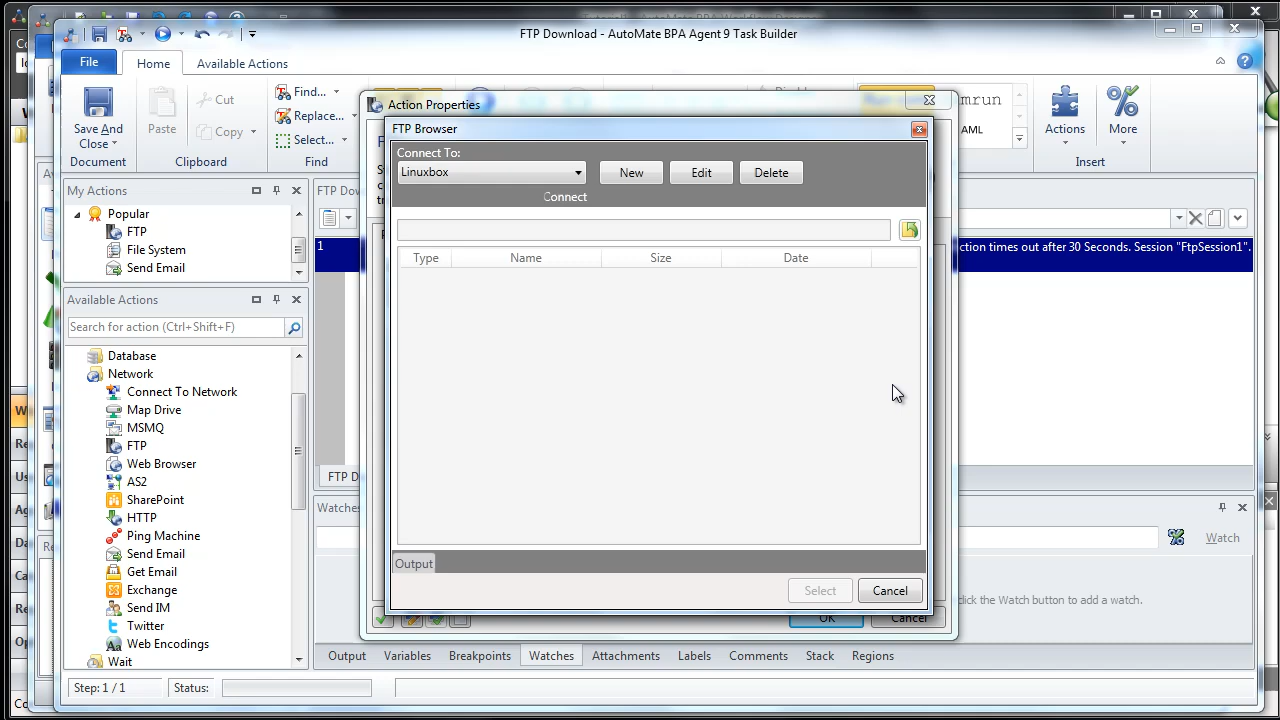 FTP Download - AutoMate BPA Agent 9 Task Builder
File
Home
Available Actions
Save And Close
Document
Paste
Cut
Copy
Clipboard
Find...
Replace...
Select...
Find
AML
Actions
More
Insert
Action Properties
FTP Browser
Connect To:
Linuxbox
New
Edit
Delete
Connect
Type
Name
Size
Date
Output
Select
Cancel
OK
Cancel
My Actions
Popular
FTP
File System
Send Email
Available Actions
Search for action (Ctrl+Shift+F)
Database
Network
Connect To Network
Map Drive
MSMQ
FTP
Web Browser
AS2
SharePoint
HTTP
Ping Machine
Send Email
Get Email
Exchange
Send IM
Twitter
Web Encodings
Wait
FTP Dow
1
ction times out after 30 Seconds. Session "FtpSession1".
FTP D
Watches
Watch
click the Watch button to add a watch.
Output
Variables
Breakpoints
Watches
Attachments
Labels
Comments
Stack
Regions
Step: 1 / 1
Status: